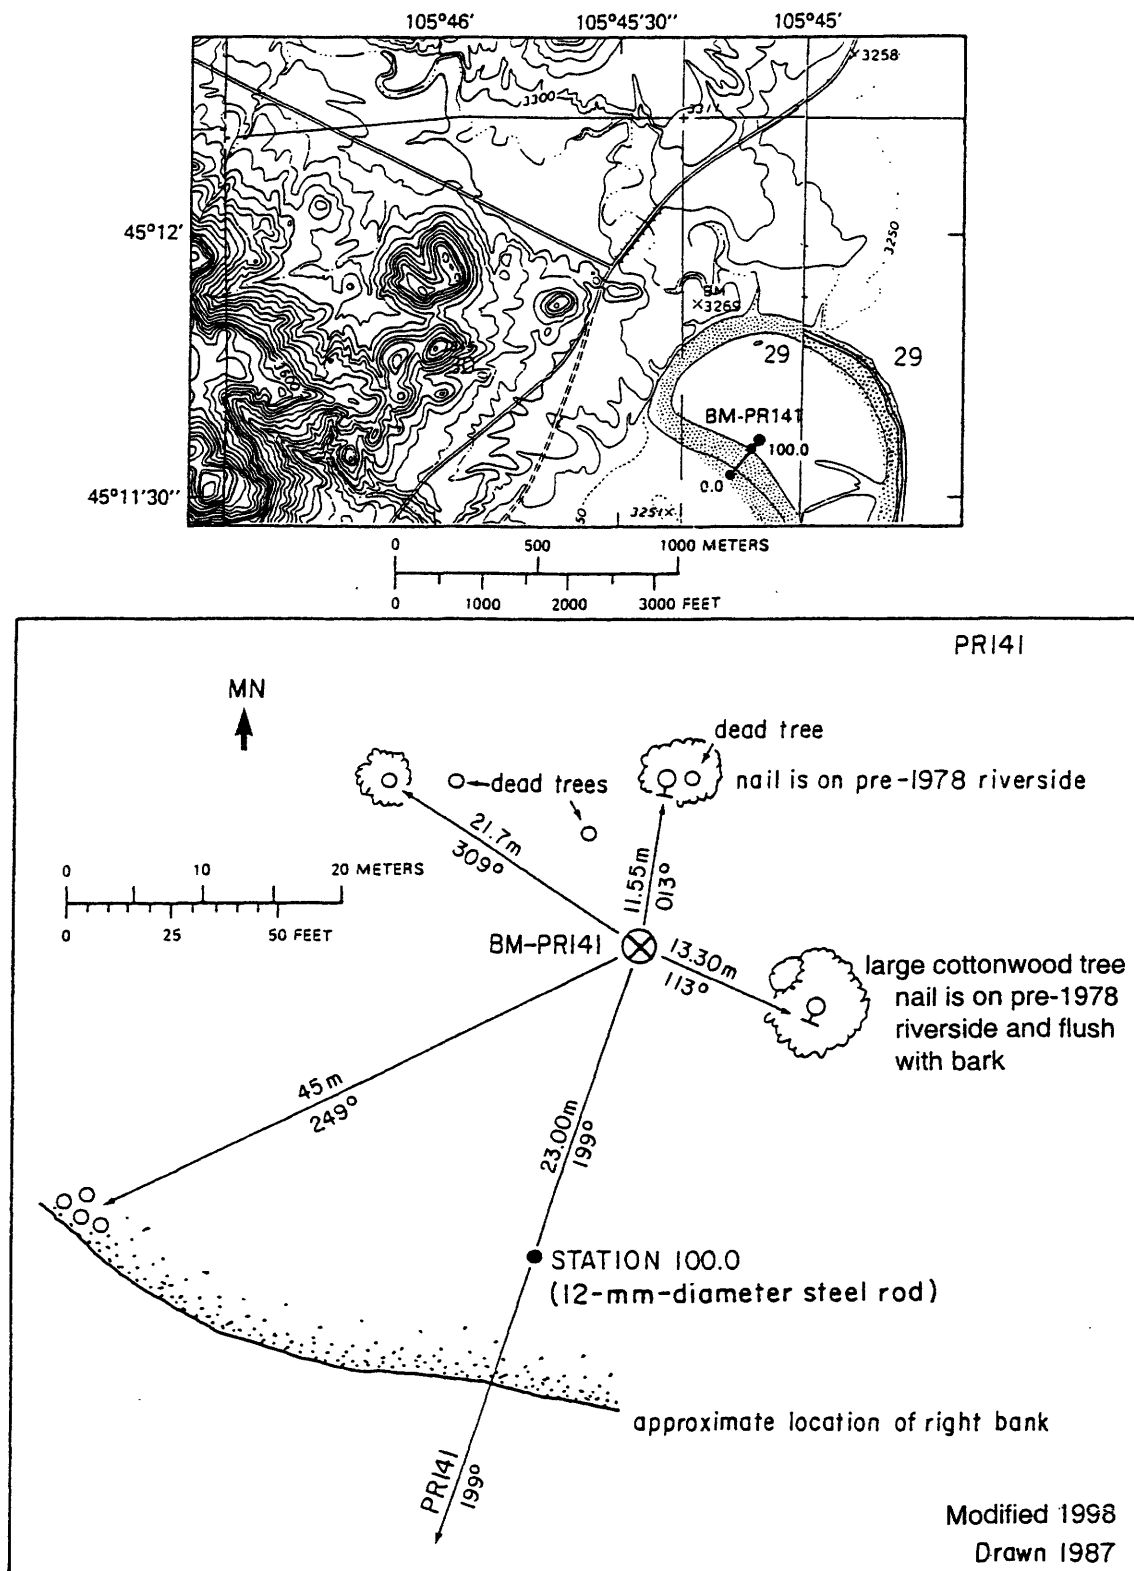 105°46' 105°45'30'' 105°45'
3258
3300
3311
45°12'
3250
BM
×3269
29 29
30
BM-PR141
100.0
0.0
45°11'30''
3251×
50
0 500 1000 METERS
0 1000 2000 3000 FEET
PR141
MN
dead tree
dead trees
nail is on pre-1978 riverside
21.7m
309°
11.55m
013°
0 10 20 METERS
0 25 50 FEET
BM-PR141
13.30m
113°
large cottonwood tree
nail is on pre-1978
riverside and flush
with bark
45m
249°
23.00m
199°
STATION 100.0
(12-mm-diameter steel rod)
approximate location of right bank
PR141
199°
Modified 1998
Drawn 1987